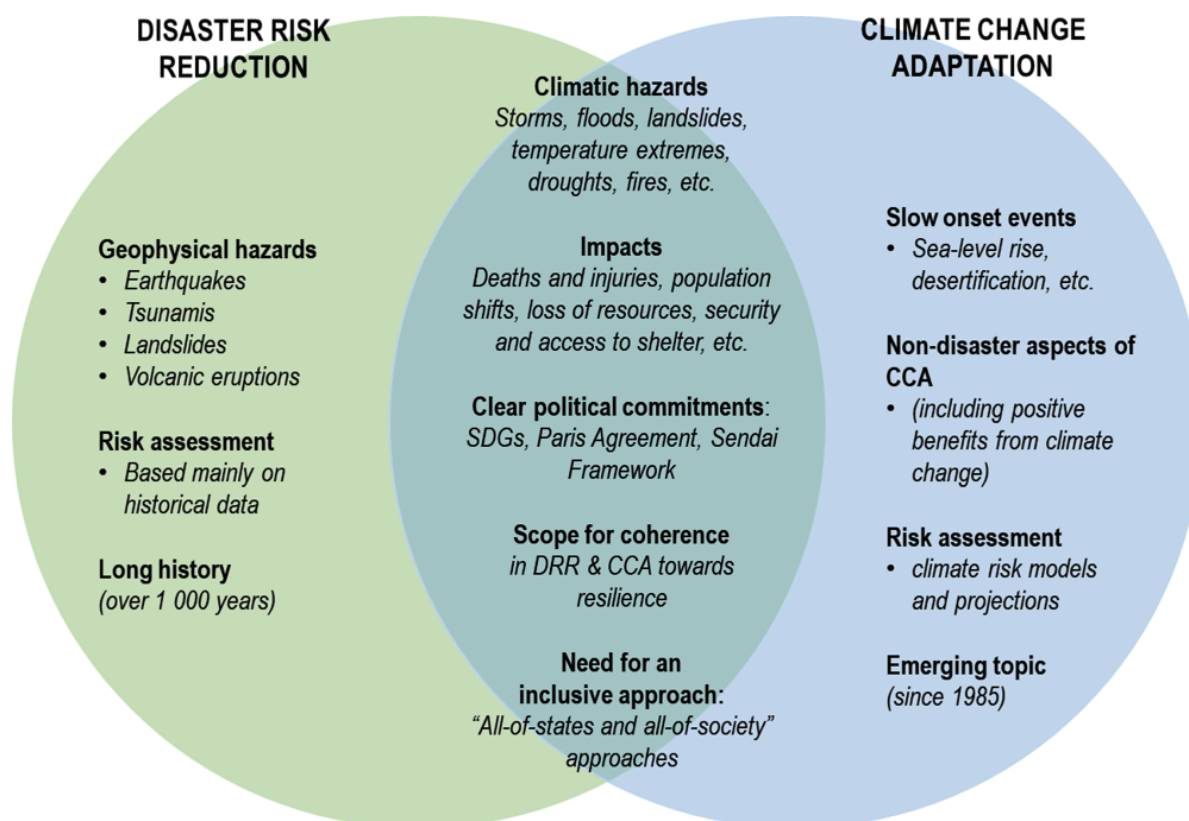 DISASTER RISK
REDUCTION
Geophysical hazards
• Earthquakes
• Tsunamis
• Landslides
• Volcanic eruptions
Risk assessment
• Based mainly on
historical data
Long history
(over 1 000 years)
Climatic hazards
Storms, floods, landslides,
temperature extremes,
droughts, fires, etc.
Impacts
Deaths and injuries, population
shifts, loss of resources, security
and access to shelter, etc.
Clear political commitments:
SDGs, Paris Agreement, Sendai
Framework
Scope for coherence
in DRR & CCA towards
resilience
Need for an
inclusive approach:
“All-of-states and all-of-society”
approaches
CLIMATE CHANGE
ADAPTATION
Slow onset events
• Sea-level rise,
desertification, etc.
Non-disaster aspects of
CCA
• (including positive
benefits from climate
change)
Risk assessment
• climate risk models
and projections
Emerging topic
(since 1985)